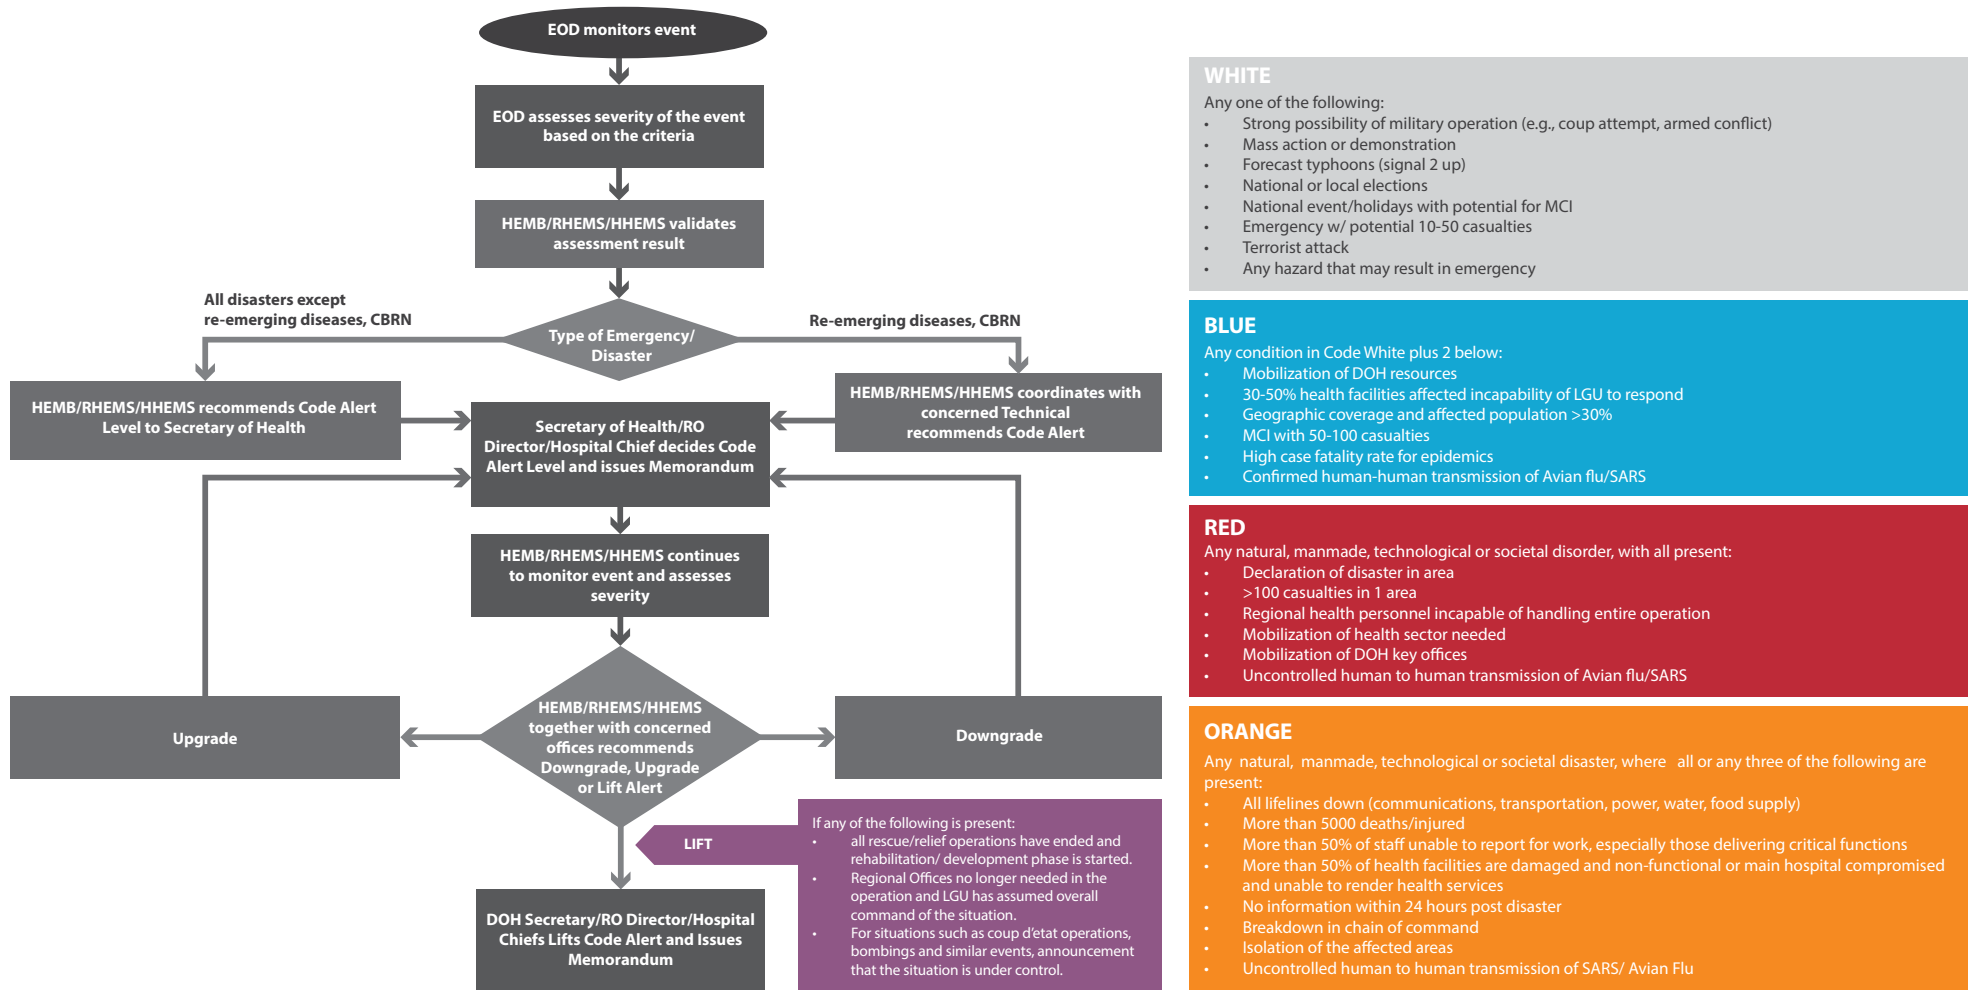 EOD monitors event
EOD assesses severity of the event
based on the criteria
HEMB/RHEMS/HHEMS validates
assessment result
All disasters except
re-emerging diseases, CBRN
Type of Emergency/
Disaster
Re-emerging diseases, CBRN
HEMB/RHEMS/HHEMS recommends Code Alert
Level to Secretary of Health
Secretary of Health/RO
Director/Hospital Chief decides Code
Alert Level and issues Memorandum
HEMB/RHEMS/HHEMS coordinates with
concerned Technical
recommends Code Alert
HEMB/RHEMS/HHEMS continues
to monitor event and assesses
severity
Upgrade
HEMB/RHEMS/HHEMS
together with concerned
offices recommends
Downgrade, Upgrade
or Lift Alert
Downgrade
LIFT
If any of the following is present:
• all rescue/relief operations have ended and
rehabilitation/ development phase is started.
• Regional Offices no longer needed in the
operation and LGU has assumed overall
command of the situation.
• For situations such as coup d’etat operations,
bombings and similar events, announcement
that the situation is under control.
DOH Secretary/RO Director/Hospital
Chiefs Lifts Code Alert and Issues
Memorandum
WHITE
Any one of the following:
• Strong possibility of military operation (e.g., coup attempt, armed conflict)
• Mass action or demonstration
• Forecast typhoons (signal 2 up)
• National or local elections
• National event/holidays with potential for MCI
• Emergency w/ potential 10-50 casualties
• Terrorist attack
• Any hazard that may result in emergency
BLUE
Any condition in Code White plus 2 below:
• Mobilization of DOH resources
• 30-50% health facilities affected incapability of LGU to respond
• Geographic coverage and affected population >30%
• MCI with 50-100 casualties
• High case fatality rate for epidemics
• Confirmed human-human transmission of Avian flu/SARS
RED
Any natural, manmade, technological or societal disorder, with all present:
• Declaration of disaster in area
• >100 casualties in 1 area
• Regional health personnel incapable of handling entire operation
• Mobilization of health sector needed
• Mobilization of DOH key offices
• Uncontrolled human to human transmission of Avian flu/SARS
ORANGE
Any natural, manmade, technological or societal disaster, where all or any three of the following are
present:
• All lifelines down (communications, transportation, power, water, food supply)
• More than 5000 deaths/injured
• More than 50% of staff unable to report for work, especially those delivering critical functions
• More than 50% of health facilities are damaged and non-functional or main hospital compromised
and unable to render health services
• No information within 24 hours post disaster
• Breakdown in chain of command
• Isolation of the affected areas
• Uncontrolled human to human transmission of SARS/ Avian Flu